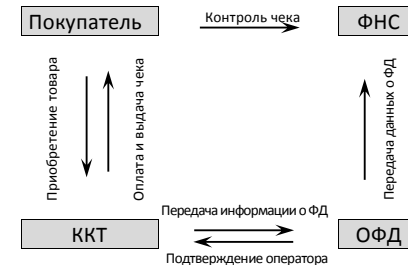 Покупатель
Контроль чека
ФНС
Приобретение товара
Оплата и выдача чека
Передача данных о ФД
Передача информации о ФД
ККТ
ОФД
Подтверждение оператора